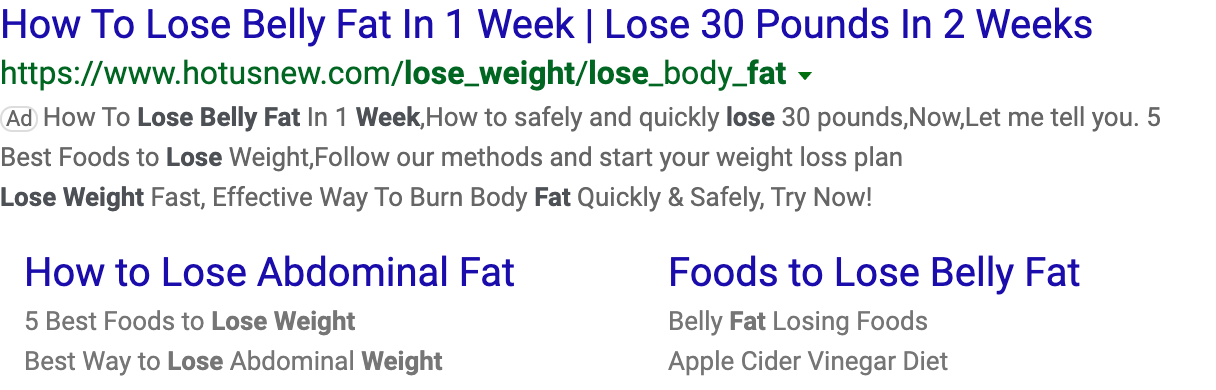 How To Lose Belly Fat In 1 Week | Lose 30 Pounds In 2 Weeks
https://www.hotusnew.com/lose_weight/lose_body_fat
Ad How To Lose Belly Fat In 1 Week,How to safely and quickly lose 30 pounds,Now,Let me tell you. 5
Best Foods to Lose Weight,Follow our methods and start your weight loss plan
Lose Weight Fast, Effective Way To Burn Body Fat Quickly & Safely, Try Now!
How to Lose Abdominal Fat
5 Best Foods to Lose Weight
Best Way to Lose Abdominal Weight
Foods to Lose Belly Fat
Belly Fat Losing Foods
Apple Cider Vinegar Diet